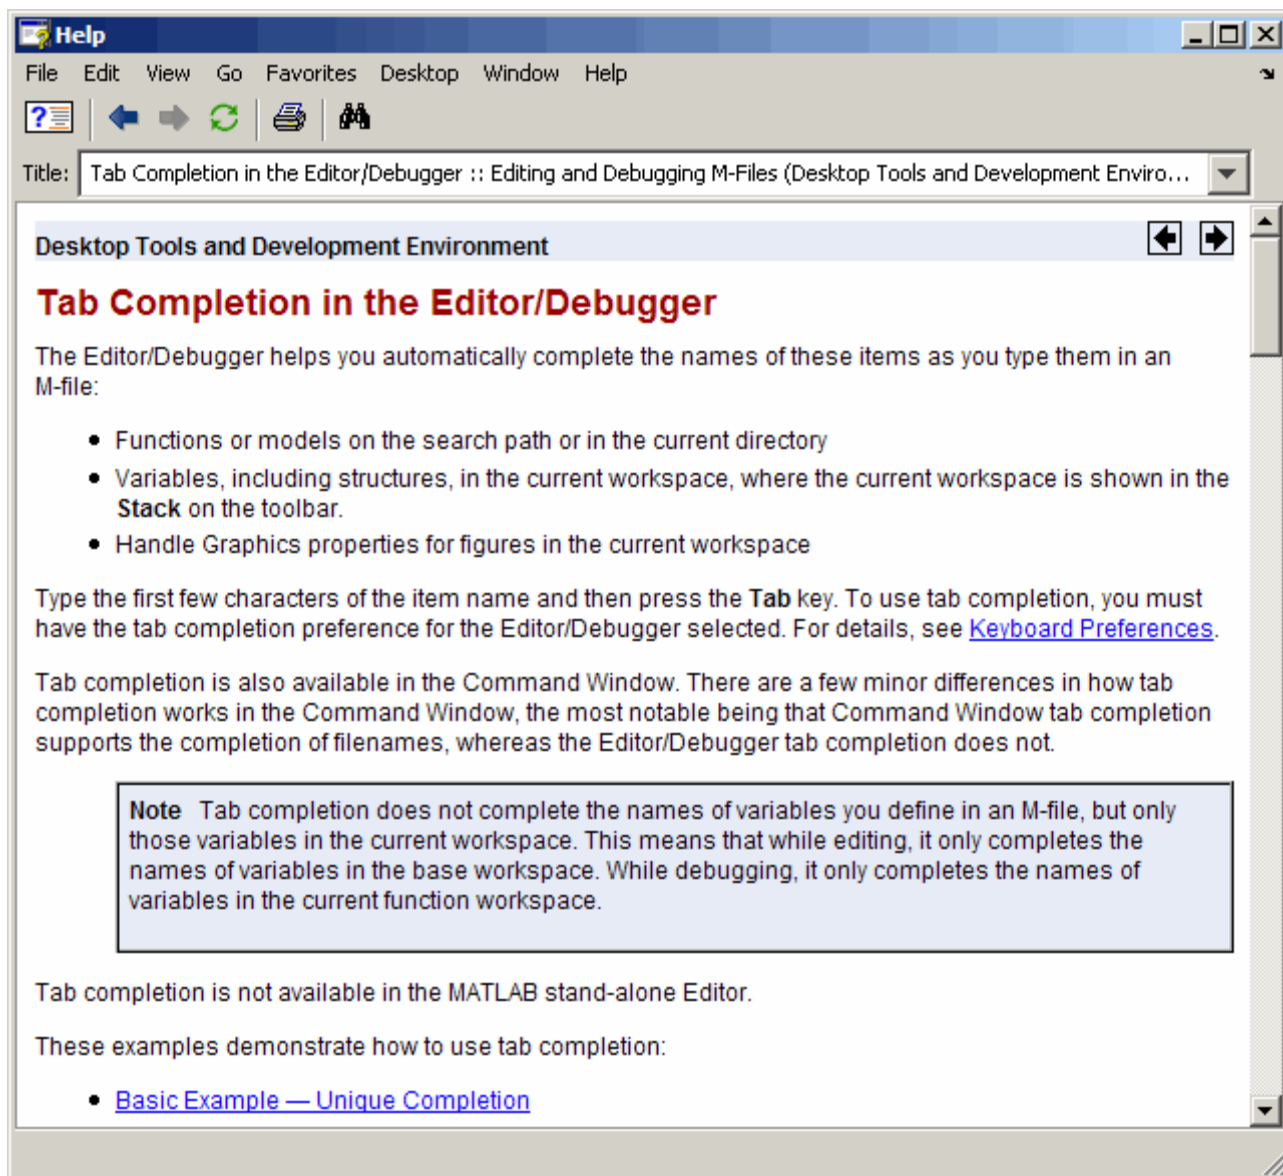 Help
File Edit View Go Favorites Desktop Window Help
Title: Tab Completion in the Editor/Debugger :: Editing and Debugging M-Files (Desktop Tools and Development Enviro...
Desktop Tools and Development Environment
Tab Completion in the Editor/Debugger
The Editor/Debugger helps you automatically complete the names of these items as you type them in an
M-file:
• Functions or models on the search path or in the current directory
• Variables, including structures, in the current workspace, where the current workspace is shown in the
Stack on the toolbar.
• Handle Graphics properties for figures in the current workspace
Type the first few characters of the item name and then press the Tab key. To use tab completion, you must
have the tab completion preference for the Editor/Debugger selected. For details, see Keyboard Preferences.
Tab completion is also available in the Command Window. There are a few minor differences in how tab
completion works in the Command Window, the most notable being that Command Window tab completion
supports the completion of filenames, whereas the Editor/Debugger tab completion does not.
Note Tab completion does not complete the names of variables you define in an M-file, but only
those variables in the current workspace. This means that while editing, it only completes the
names of variables in the base workspace. While debugging, it only completes the names of
variables in the current function workspace.
Tab completion is not available in the MATLAB stand-alone Editor.
These examples demonstrate how to use tab completion:
• Basic Example — Unique Completion